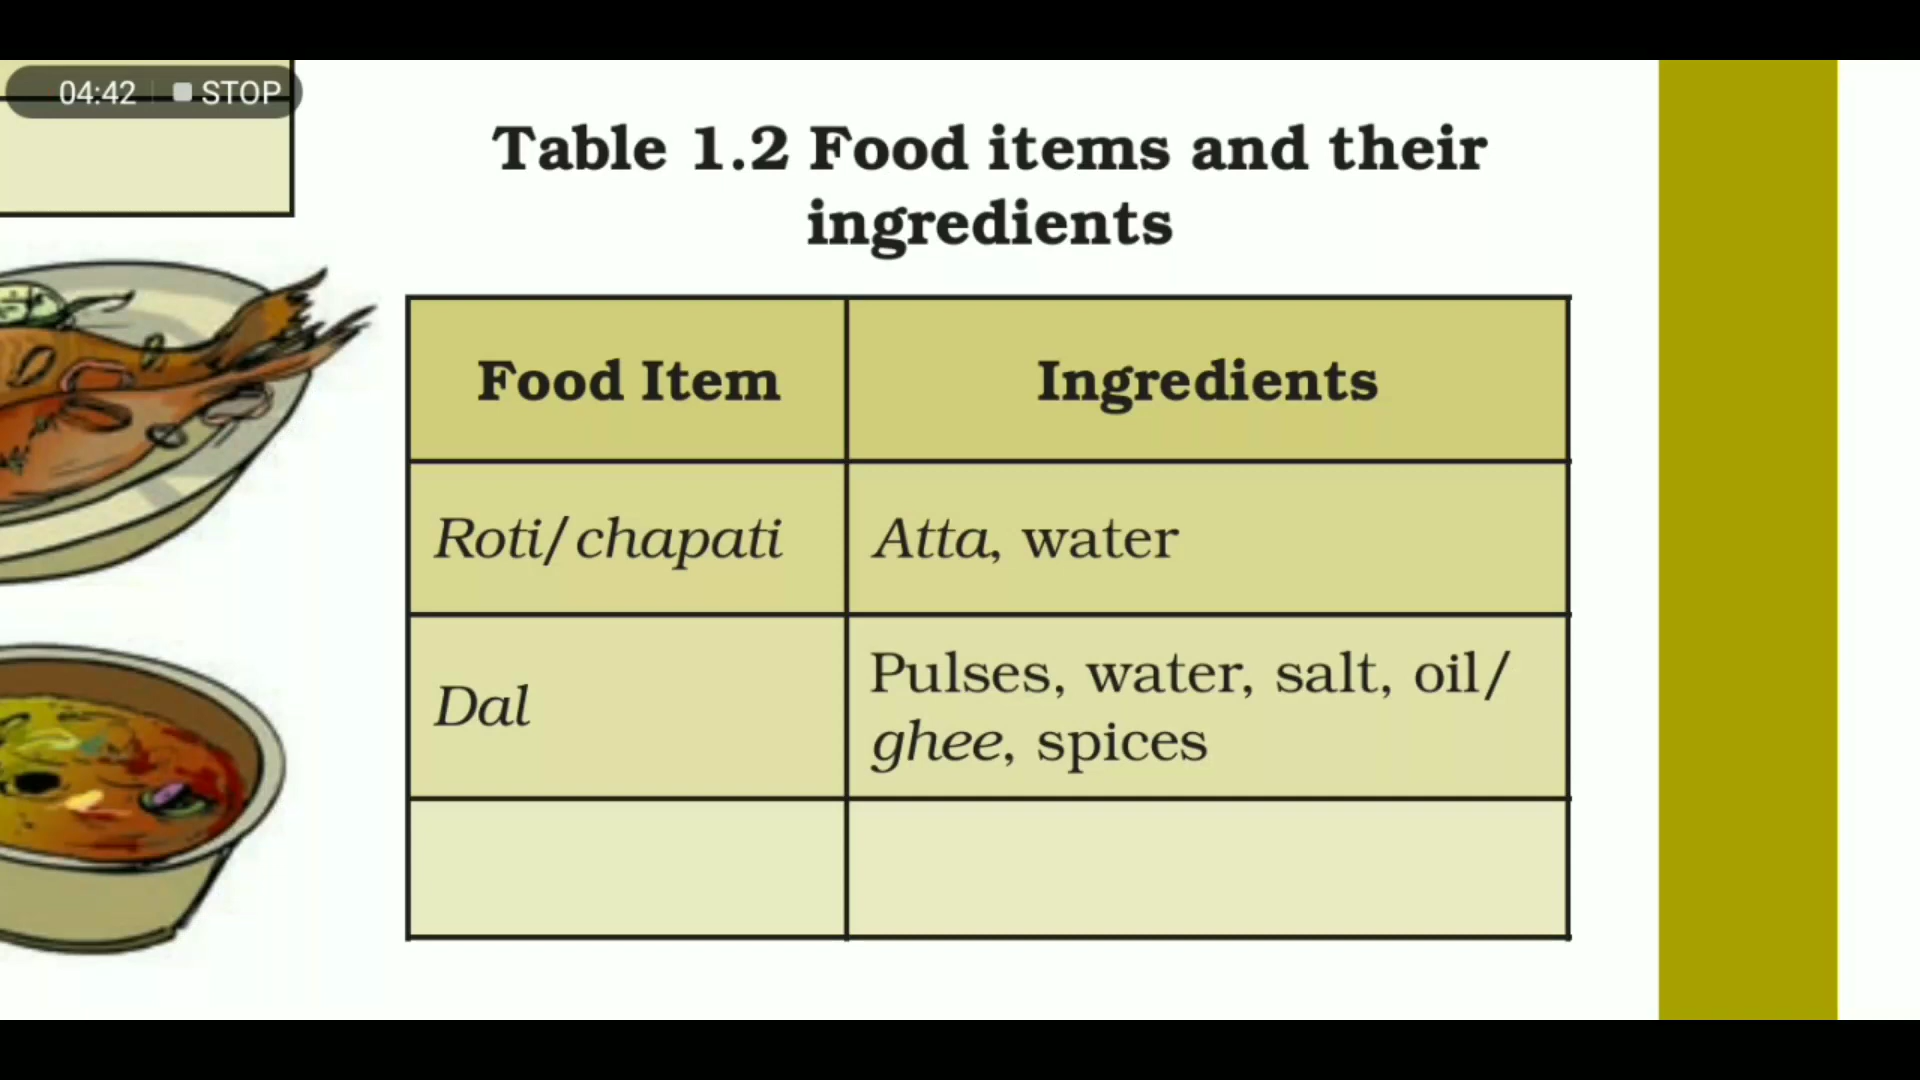 04:42 STOP
Table 1.2 Food items and their
ingredients
Food Item Ingredients
Roti/chapati Atta, water
Dal Pulses, water, salt, oil/
ghee, spices